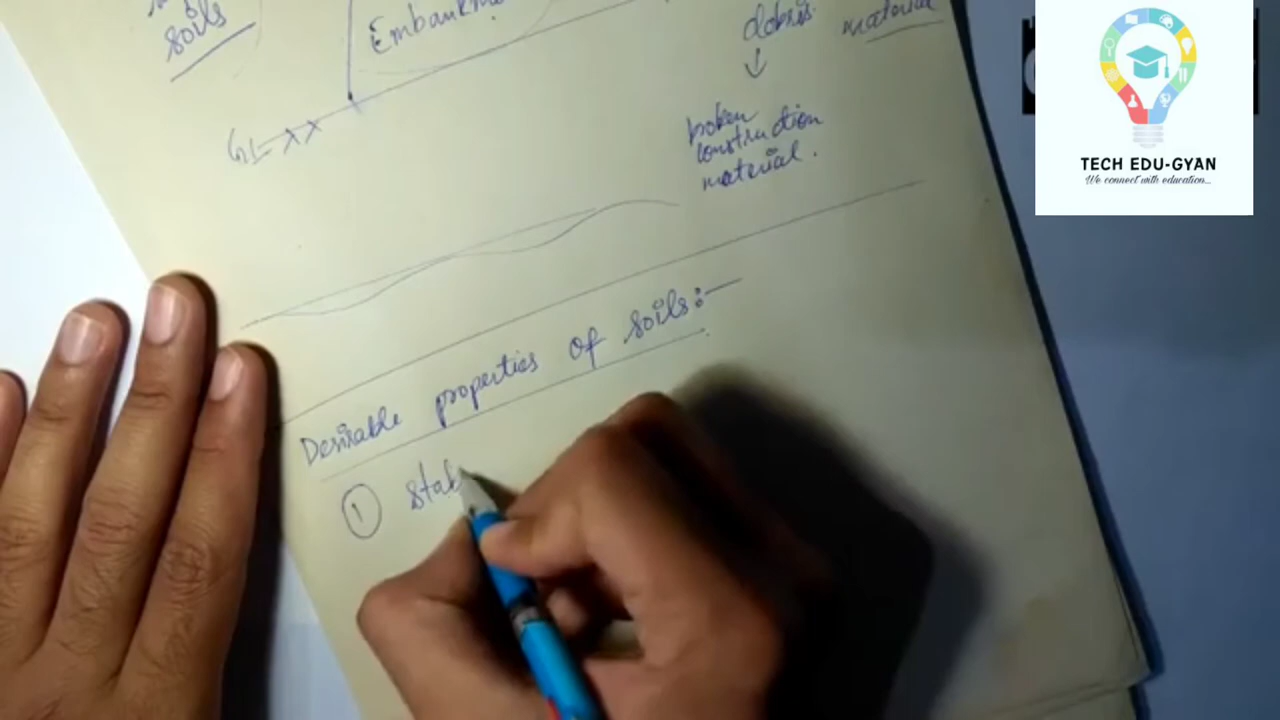 soils
Embankme
debris
material
GL
broken
construction
material.
Desirable properties of soils:-
① stab
TECH EDU-GYAN
We connect with education...